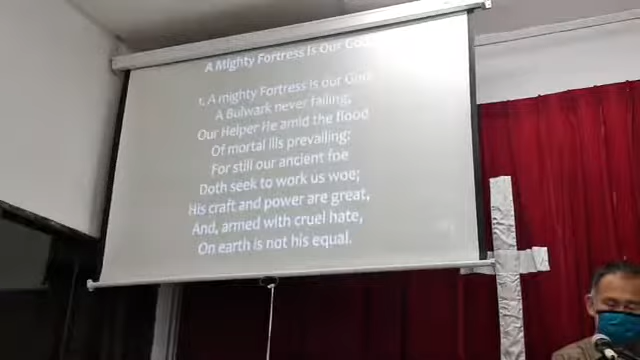 A Mighty Fortress Is Our God
1. A mighty Fortress is our God
A Bulwark never failing;
Our Helper He amid the flood
Of mortal ills prevailing:
For still our ancient foe
Doth seek to work us woe;
His craft and power are great,
And, armed with cruel hate,
On earth is not his equal.